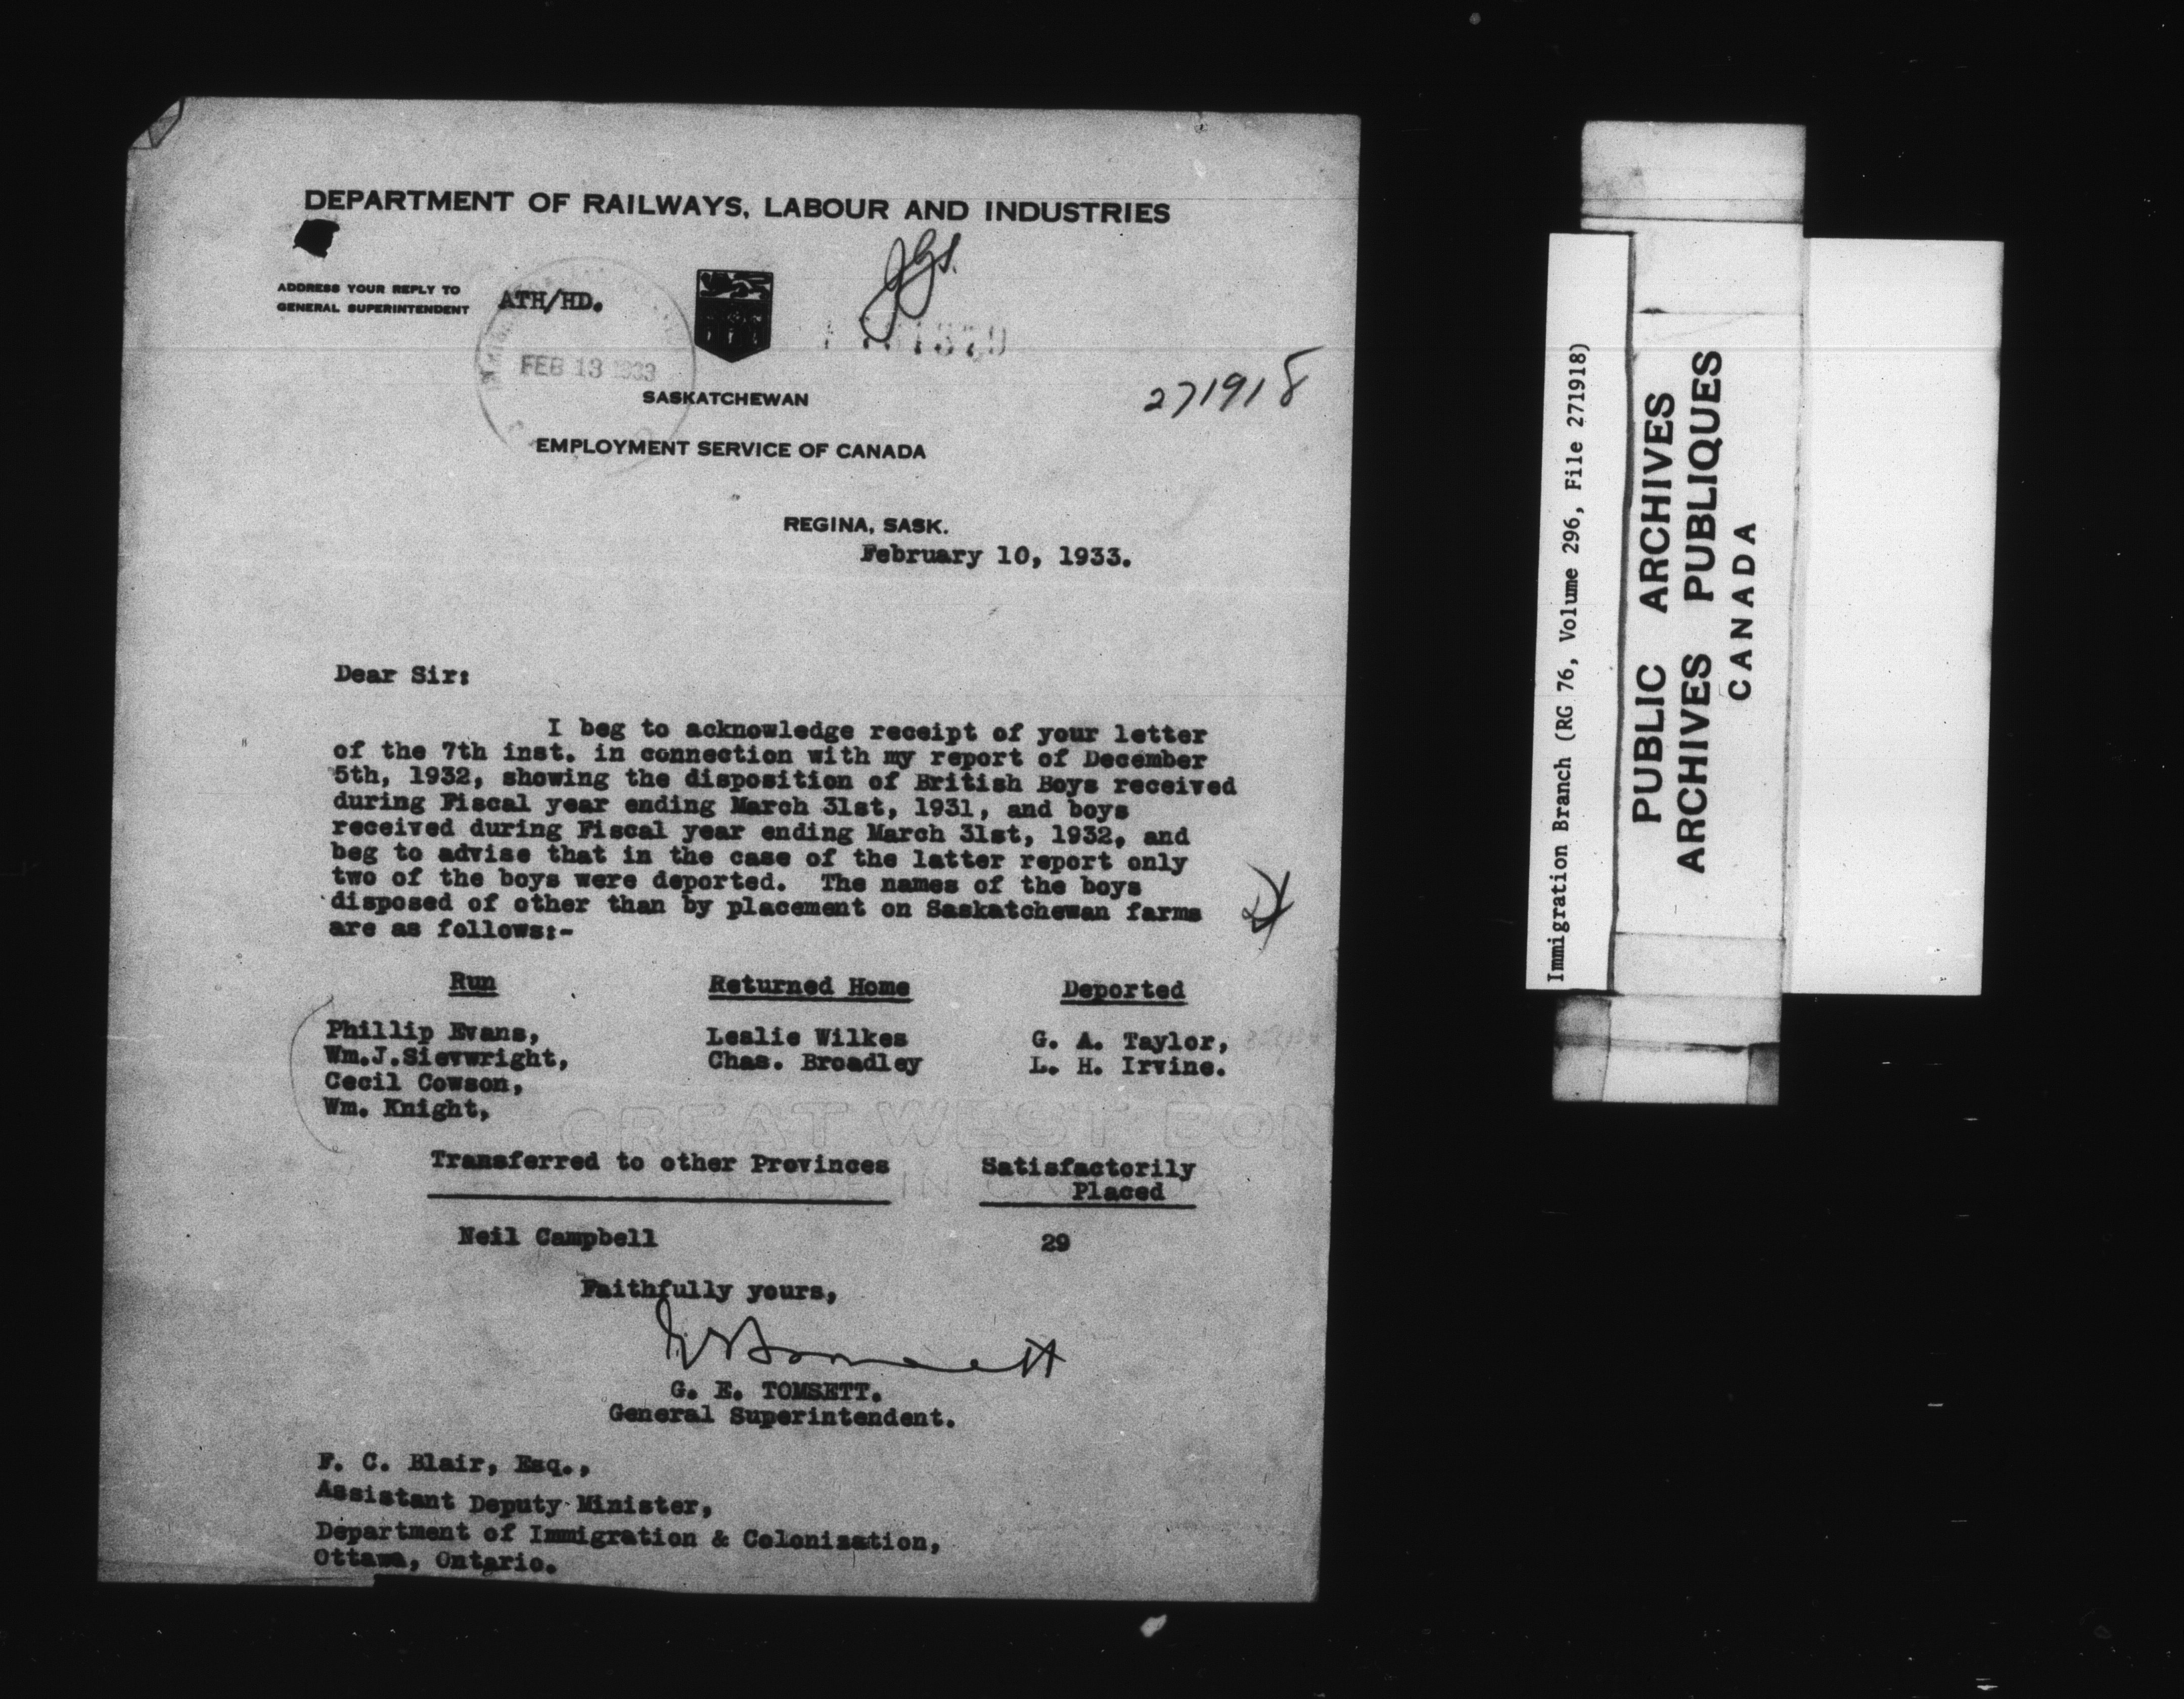 DEPARTMENT OF RAILWAYS, LABOUR AND INDUSTRIES
ADDRESS YOUR REPLY TO
GENERAL SUPERINTENDENT
ATH/HD.
FEB 13 1933
271918
SASKATCHEWAN
EMPLOYMENT SERVICE OF CANADA
REGINA, SASK.
February 10, 1933.
Dear Sir:
I beg to acknowledge receipt of your letter
of the 7th inst. in connection with my report of December
5th, 1932, showing the disposition of British Boys received
during Fiscal year ending March 31st, 1931, and boys
received during Fiscal year ending March 31st, 1932, and
beg to advise that in the case of the latter report only
two of the boys were deported. The names of the boys
disposed of other than by placement on Saskatchewan farms
are as follows:-
Run Returned Home Deported
Phillip Evans, Leslie Wilkes G. A. Taylor,
Wm.J.Sievwright, Chas. Broadley L. H. Irvine.
Cecil Cowson,
Wm. Knight,
GREAT WEST BON
MADE IN CANADA
Transferred to other Provinces Satisfactorily
Placed
Neil Campbell 29
Faithfully yours,
G. E. TOMSETT.
General Superintendent.
F. C. Blair, Esq.,
Assistant Deputy Minister,
Department of Immigration & Colonization,
Ottawa, Ontario.
Immigration Branch (RG 76, Volume 296, File 271918)
PUBLIC ARCHIVES
ARCHIVES PUBLIQUES
CANADA